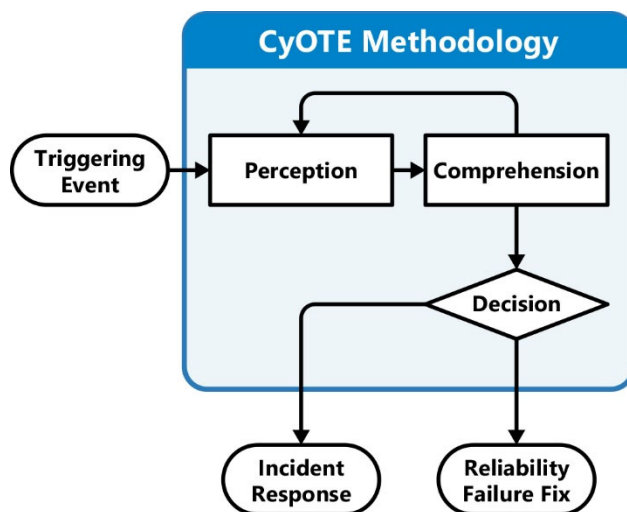 CyOTE Methodology
Triggering
Event
Perception
Comprehension
Decision
Incident
Response
Reliability
Failure Fix